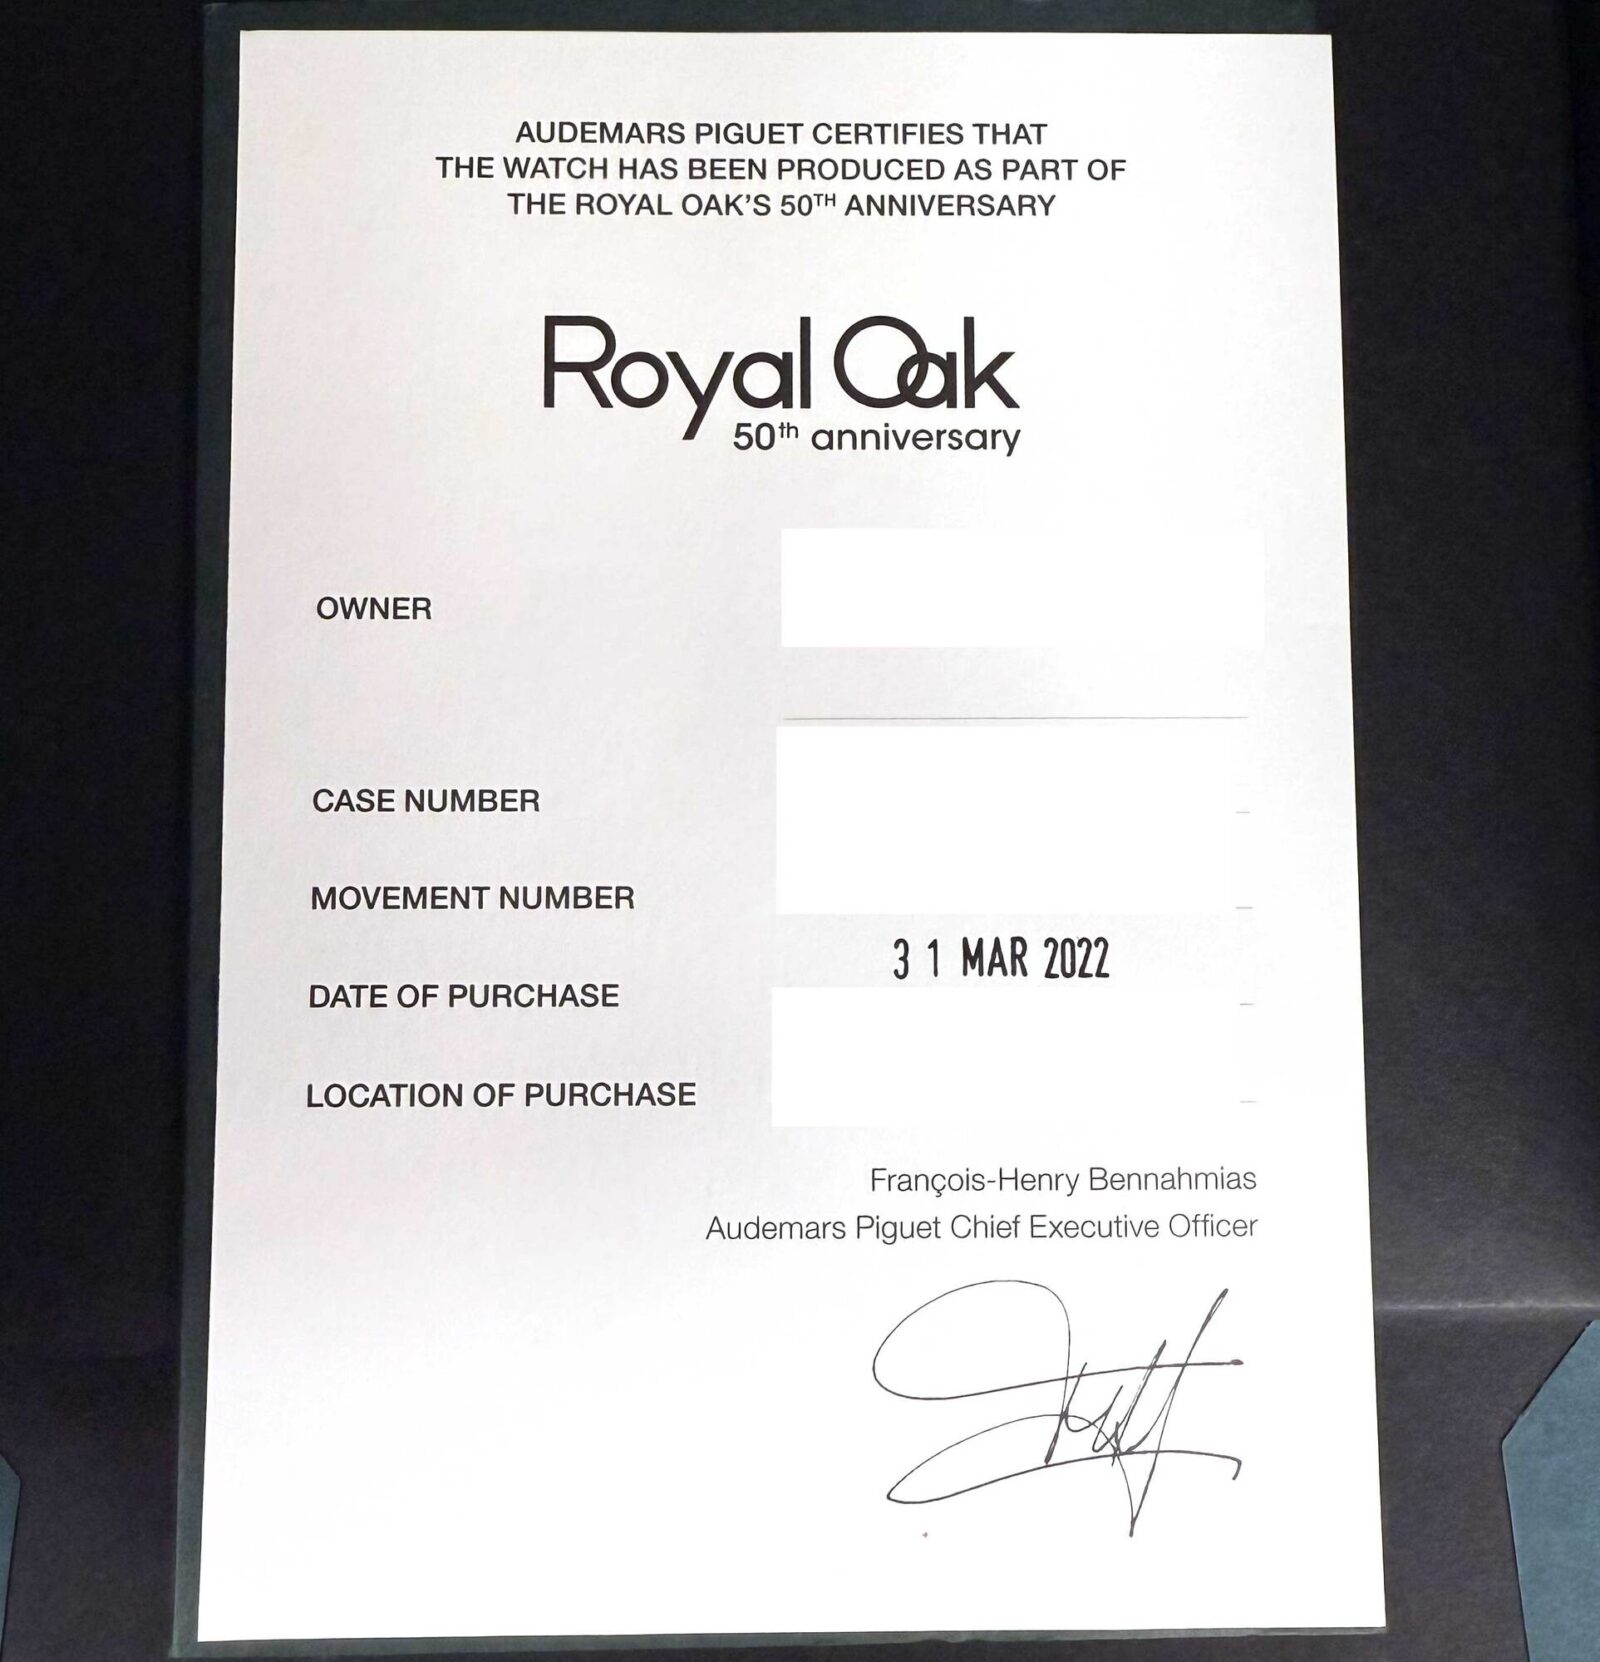 AUDEMARS PIGUET CERTIFIES THAT
THE WATCH HAS BEEN PRODUCED AS PART OF
THE ROYAL OAK'S 50TH ANNIVERSARY
Royal Oak
50th anniversary
OWNER
CASE NUMBER
MOVEMENT NUMBER
31 MAR 2022
DATE OF PURCHASE
LOCATION OF PURCHASE
François-Henry Bennahmias
Audemars Piguet Chief Executive Officer